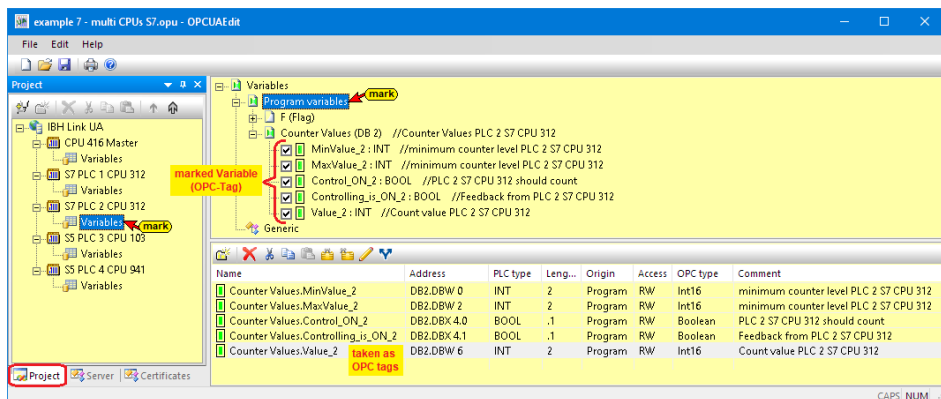 example 7 - multi CPUs S7.opu - OPCUAEdit
File Edit Help
Project
IBH Link UA
CPU 416 Master
Variables
S7 PLC 1 CPU 312
Variables
S7 PLC 2 CPU 312
Variables
mark
S5 PLC 3 CPU 103
Variables
S5 PLC 4 CPU 941
Variables
Project Server Certificates
Variables
Program variables mark
F (Flag)
Counter Values (DB 2) //Counter Values PLC 2 S7 CPU 312
MinValue_2 : INT //minimum counter level PLC 2 S7 CPU 312
MaxValue_2 : INT //minimum counter level PLC 2 S7 CPU 312
Control_ON_2 : BOOL //PLC 2 S7 CPU 312 should count
Controlling_is_ON_2 : BOOL //Feedback from PLC 2 S7 CPU 312
Value_2 : INT //Count value PLC 2 S7 CPU 312
Generic
marked Variable
(OPC-Tag)
Name Address PLC type Leng... Origin Access OPC type Comment
Counter Values.MinValue_2 DB2.DBW 0 INT 2 Program RW Int16 minimum counter level PLC 2 S7 CPU 312
Counter Values.MaxValue_2 DB2.DBW 2 INT 2 Program RW Int16 minimum counter level PLC 2 S7 CPU 312
Counter Values.Control_ON_2 DB2.DBX 4.0 BOOL .1 Program RW Boolean PLC 2 S7 CPU 312 should count
Counter Values.Controlling_is_ON_2 DB2.DBX 4.1 BOOL .1 Program RW Boolean Feedback from PLC 2 S7 CPU 312
Counter Values.Value_2 DB2.DBW 6 INT 2 Program RW Int16 Count value PLC 2 S7 CPU 312
taken as
OPC tags
CAPS NUM